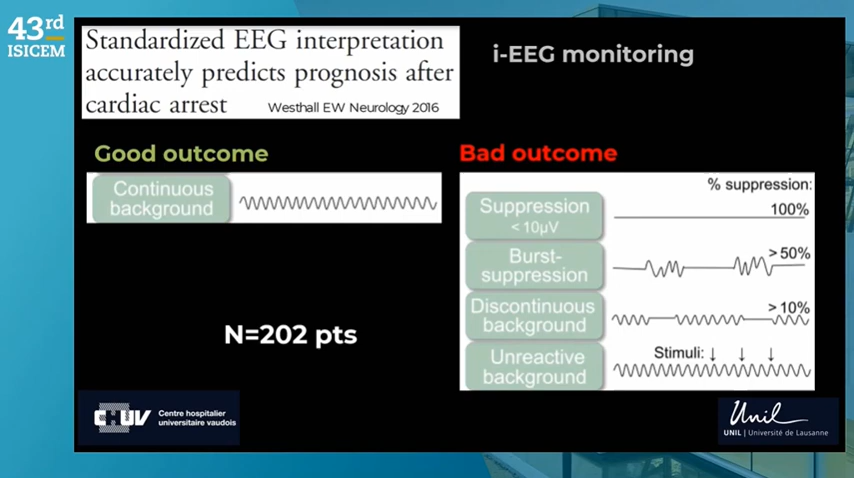 43rd
ISICEM
Standardized EEG interpretation
accurately predicts prognosis after
cardiac arrest
Westhall EW Neurology 2016
i-EEG monitoring
Good outcome
Continuous
background
N=202 pts
Bad outcome
% suppression:
Suppression
<10µV
100%
Burst-
suppression
>50%
Discontinuous
background
>10%
Unreactive
background
Stimuli:
CHUV
Centre hospitalier
universitaire vaudois
Unil
UNIL | Université de Lausanne